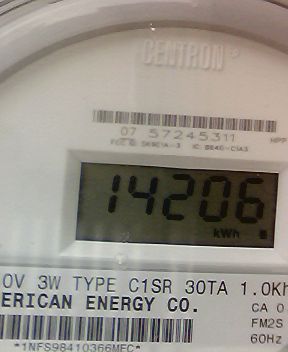 CENTRON®
07 57245311
14206
kWh
0V 3W TYPE C1SR 30TA 1.0Kh
ERICAN ENERGY CO.
CA 0
FM2S
60Hz
*1NFS98410366MEC*